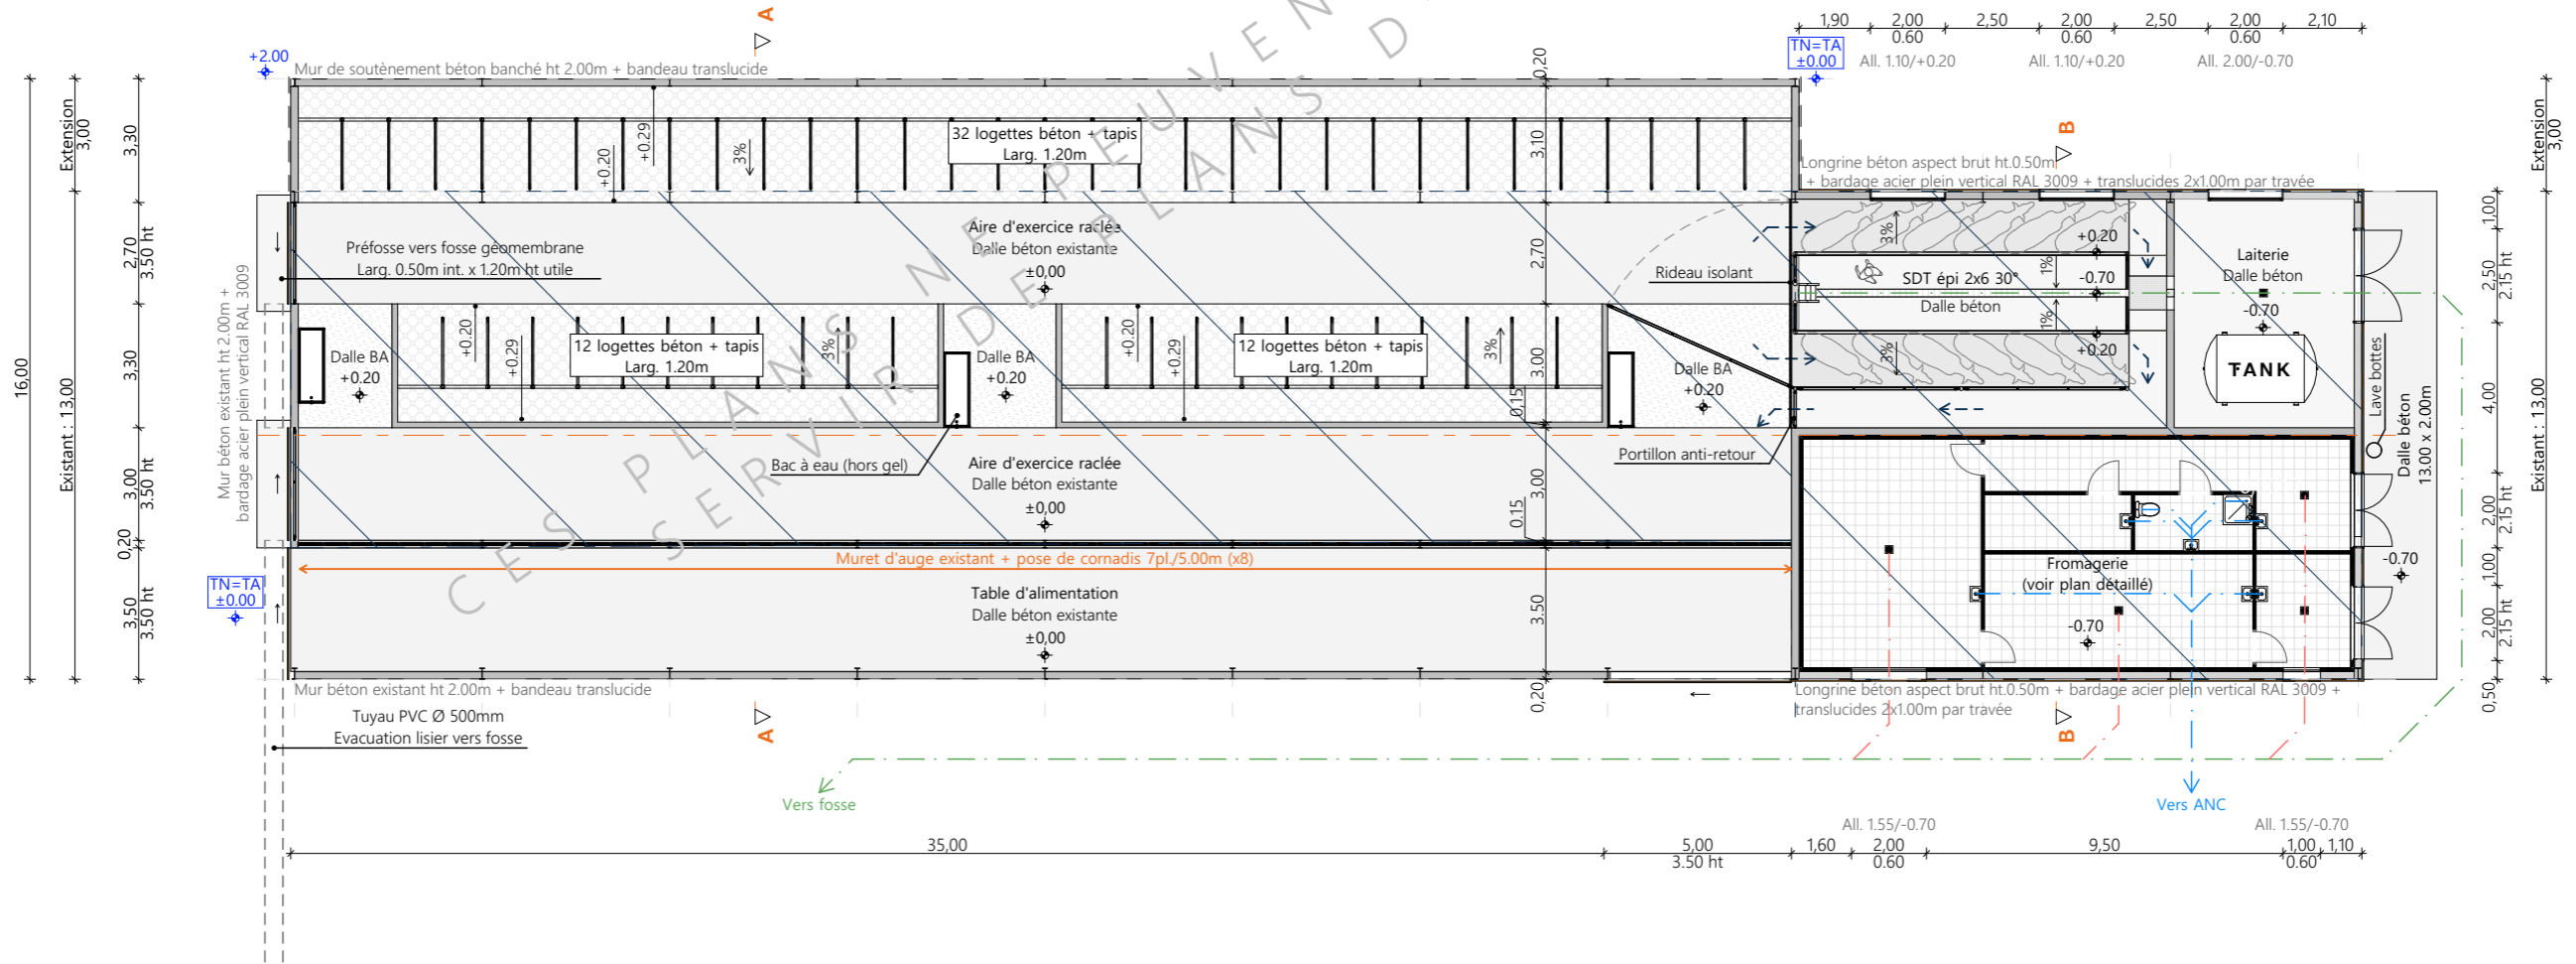 CES PLANS NE PEUVEN
SERVIR DE PLANS D
A
+2.00
Mur de soutènement béton banché ht 2.00m + bandeau translucide
0,20
TN=TA
±0.00
1,90
2,00
0.60
2,50
2,00
0.60
2,50
2,00
0.60
2,10
All. 1.10/+0.20
All. 1.10/+0.20
All. 2.00/-0.70
16,00
Extension
3,00
Existant : 13,00
3,30
2,70
3.50 ht
3,30
3,00
3.50 ht
0,20
3,50
3.50 ht
+0.20
+0.29
3%
32 logettes béton + tapis
Larg. 1.20m
3,10
B
Longrine béton aspect brut ht.0.50m
+ bardage acier plein vertical RAL 3009 + translucides 2x1.00m par travée
Extension
3,00
Préfosse vers fosse géomembrane
Larg. 0.50m int. x 1.20m ht utile
Aire d'exercice raclée
Dalle béton existante
±0,00
2,70
Rideau isolant
3%
+0.20
1%
SDT épi 2x6 30°
-0.70
Dalle béton
1%
+0.20
3%
Laiterie
Dalle béton
-0.70
TANK
1,00
2,50
2.15 ht
4,00
2,00
2.15 ht
1,00
2,00
2.15 ht
0,50
Mur béton existant ht 2.00m +
bardage acier plein vertical RAL 3009
Dalle BA
+0.20
+0.20
+0.29
12 logettes béton + tapis
Larg. 1.20m
3%
Dalle BA
+0.20
+0.20
+0.29
12 logettes béton + tapis
Larg. 1.20m
3%
3.00
0,15
Dalle BA
+0.20
Lave bottes
Dalle béton
13.00 x 2.00m
Existant : 13,00
Bac à eau (hors gel)
Aire d'exercice raclée
Dalle béton existante
±0,00
3,00
0.15
Portillon anti-retour
Muret d'auge existant + pose de cornadis 7pl./5.00m (x8)
Fromagerie
(voir plan détaillé)
-0.70
-0.70
TN=TA
±0.00
Table d'alimentation
Dalle béton existante
±0,00
3.50
0,20
Mur béton existant ht 2.00m + bandeau translucide
Longrine béton aspect brut ht.0.50m + bardage acier plein vertical RAL 3009 +
translucides 2x1.00m par travée
Tuyau PVC Ø 500mm
Evacuation lisier vers fosse
A
B
Vers fosse
Vers ANC
All. 1.55/-0.70
All. 1.55/-0.70
35,00
5,00
3.50 ht
1,60
2,00
0.60
9,50
1,00
0.60
1,10